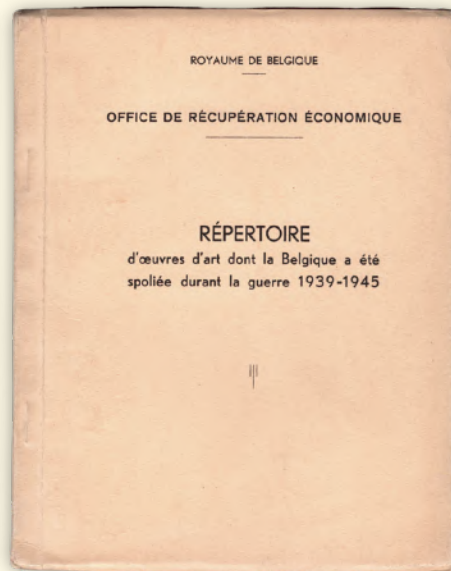 ROYAUME DE BELGIQUE
OFFICE DE RÉCUPÉRATION ÉCONOMIQUE
RÉPERTOIRE
d'œuvres d'art dont la Belgique a été
spoliée durant la guerre 1939-1945